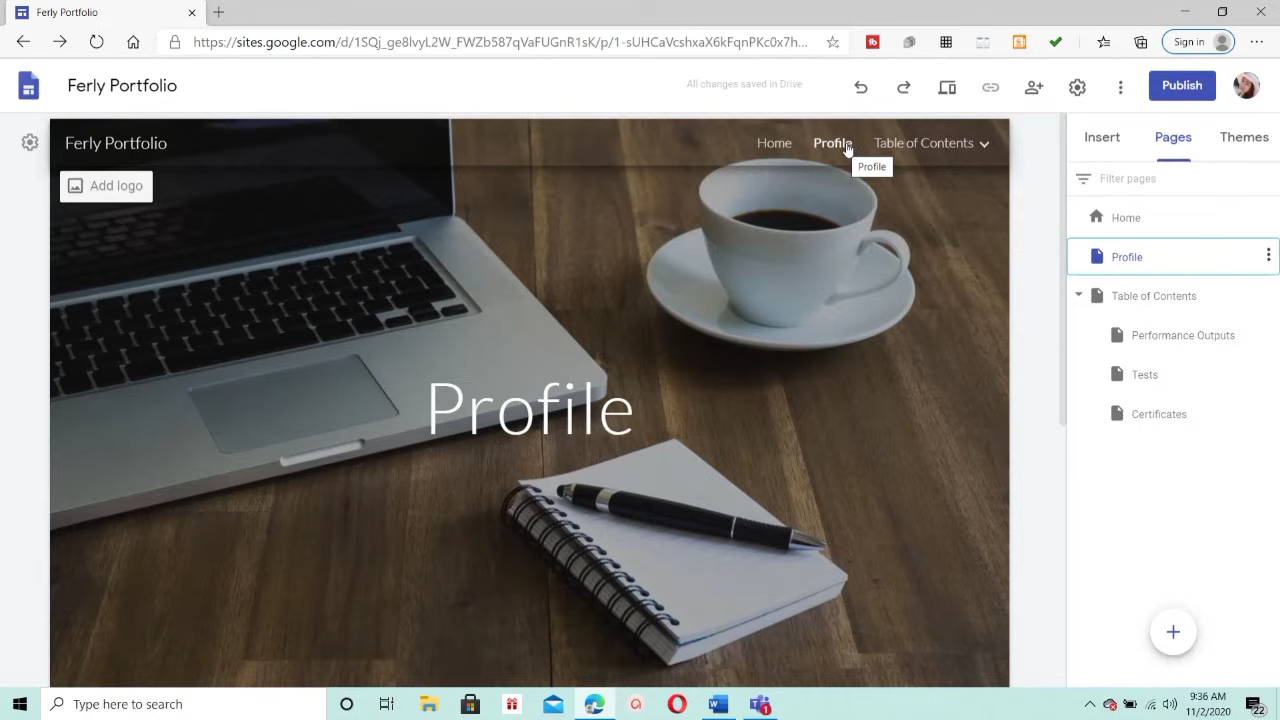 Ferly Portfolio
https://sites.google.com/d/1SQj_ge8lvyL2W_FWZb587qVaFUGnR1sK/p/1-sUHCaVcshxaX6kFqnPKc0x7h...
Sign in
Ferly Portfolio
All changes saved in Drive
Publish
Ferly Portfolio
Home
Profile
Table of Contents
Profile
Add logo
Profile
Insert
Pages
Themes
Filter pages
Home
Profile
Table of Contents
Performance Outputs
Tests
Certificates
Type here to search
9:36 AM
11/2/2020
22
1